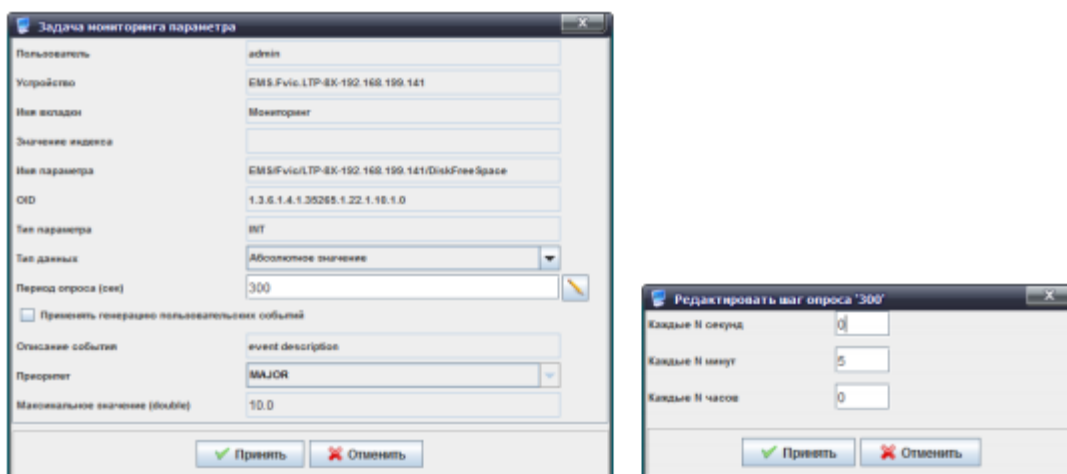 Задача мониторинга параметра
Пользователь admin
Устройство EMS.Fvic.LTP-8X-192.168.199.141
Имя вкладки Мониторинг
Значение индекса
Имя параметра EMS/Fvic/LTP-8X-192.168.199.141/DiskFreeSpace
OID 1.3.6.1.4.1.35265.1.22.1.10.1.0
Тип параметра INT
Тип данных Абсолютное значение
Период опроса (сек) 300
Применять генерацию пользовательских событий
Описание события event description
Приоритет MAJOR
Максимальное значение (double) 10.0
Принять Отменить
Редактировать шаг опроса '300'
Каждые N секунд 0
Каждые N минут 5
Каждые N часов 0
Принять Отменить